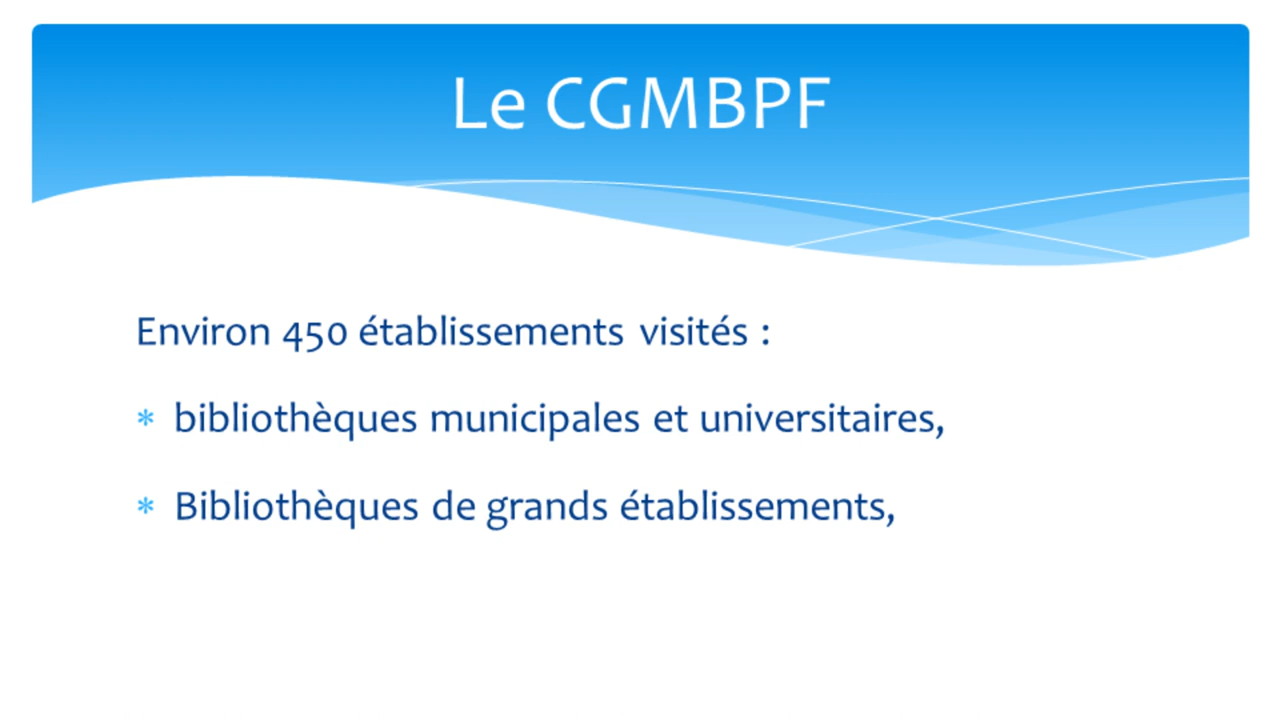 Le CGMBPF
Environ 450 établissements visités :
* bibliothèques municipales et universitaires,
* Bibliothèques de grands établissements,